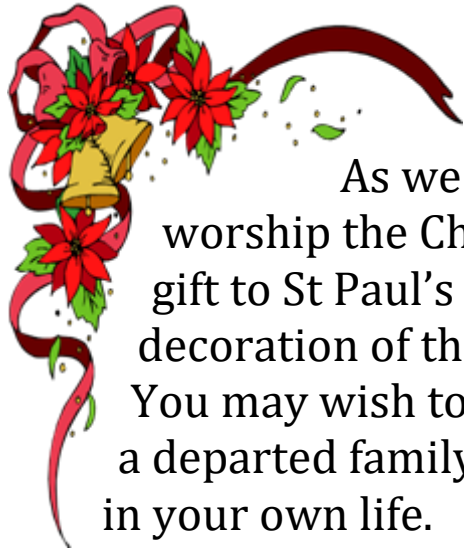 As we
worship the Ch
gift to St Paul’s
decoration of th
You may wish to
a departed family
in your own life.